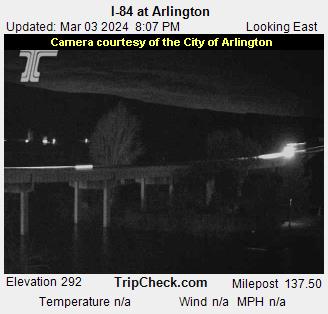 I-84 at Arlington
Updated: Mar 03 2024 8:07 PM Looking East
Camera courtesy of the City of Arlington
Elevation 292 TripCheck.com Milepost 137.50
Temperature n/a Wind n/a MPH n/a